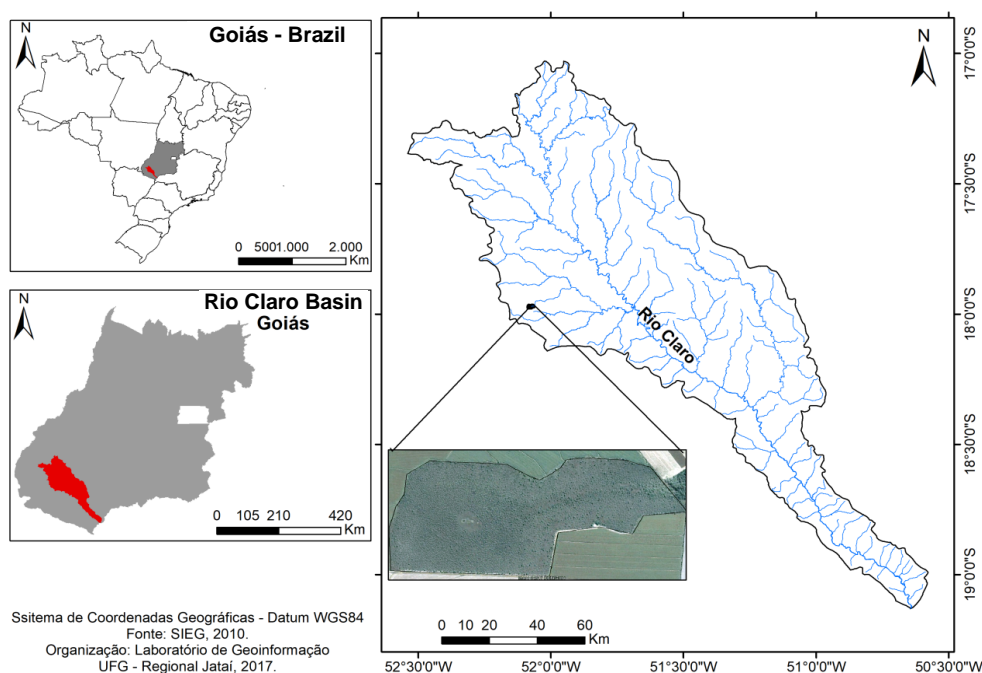 N
Goiás - Brazil
0 5001.000 2.000
Km
N
Rio Claro Basin
Goiás
0 105 210 420
Km
Ssitema de Coordenadas Geográficas - Datum WGS84
Fonte: SIEG, 2010.
Organização: Laboratório de Geoinformação
UFG - Regional Jataí, 2017.
N
Rio Claro
0 10 20 40 60
Km
17°0'0"S
17°30'0"S
18°0'0"S
18°30'0"S
19°0'0"S
52°30'0"W 52°0'0"W 51°30'0"W 51°0'0"W 50°30'0"W